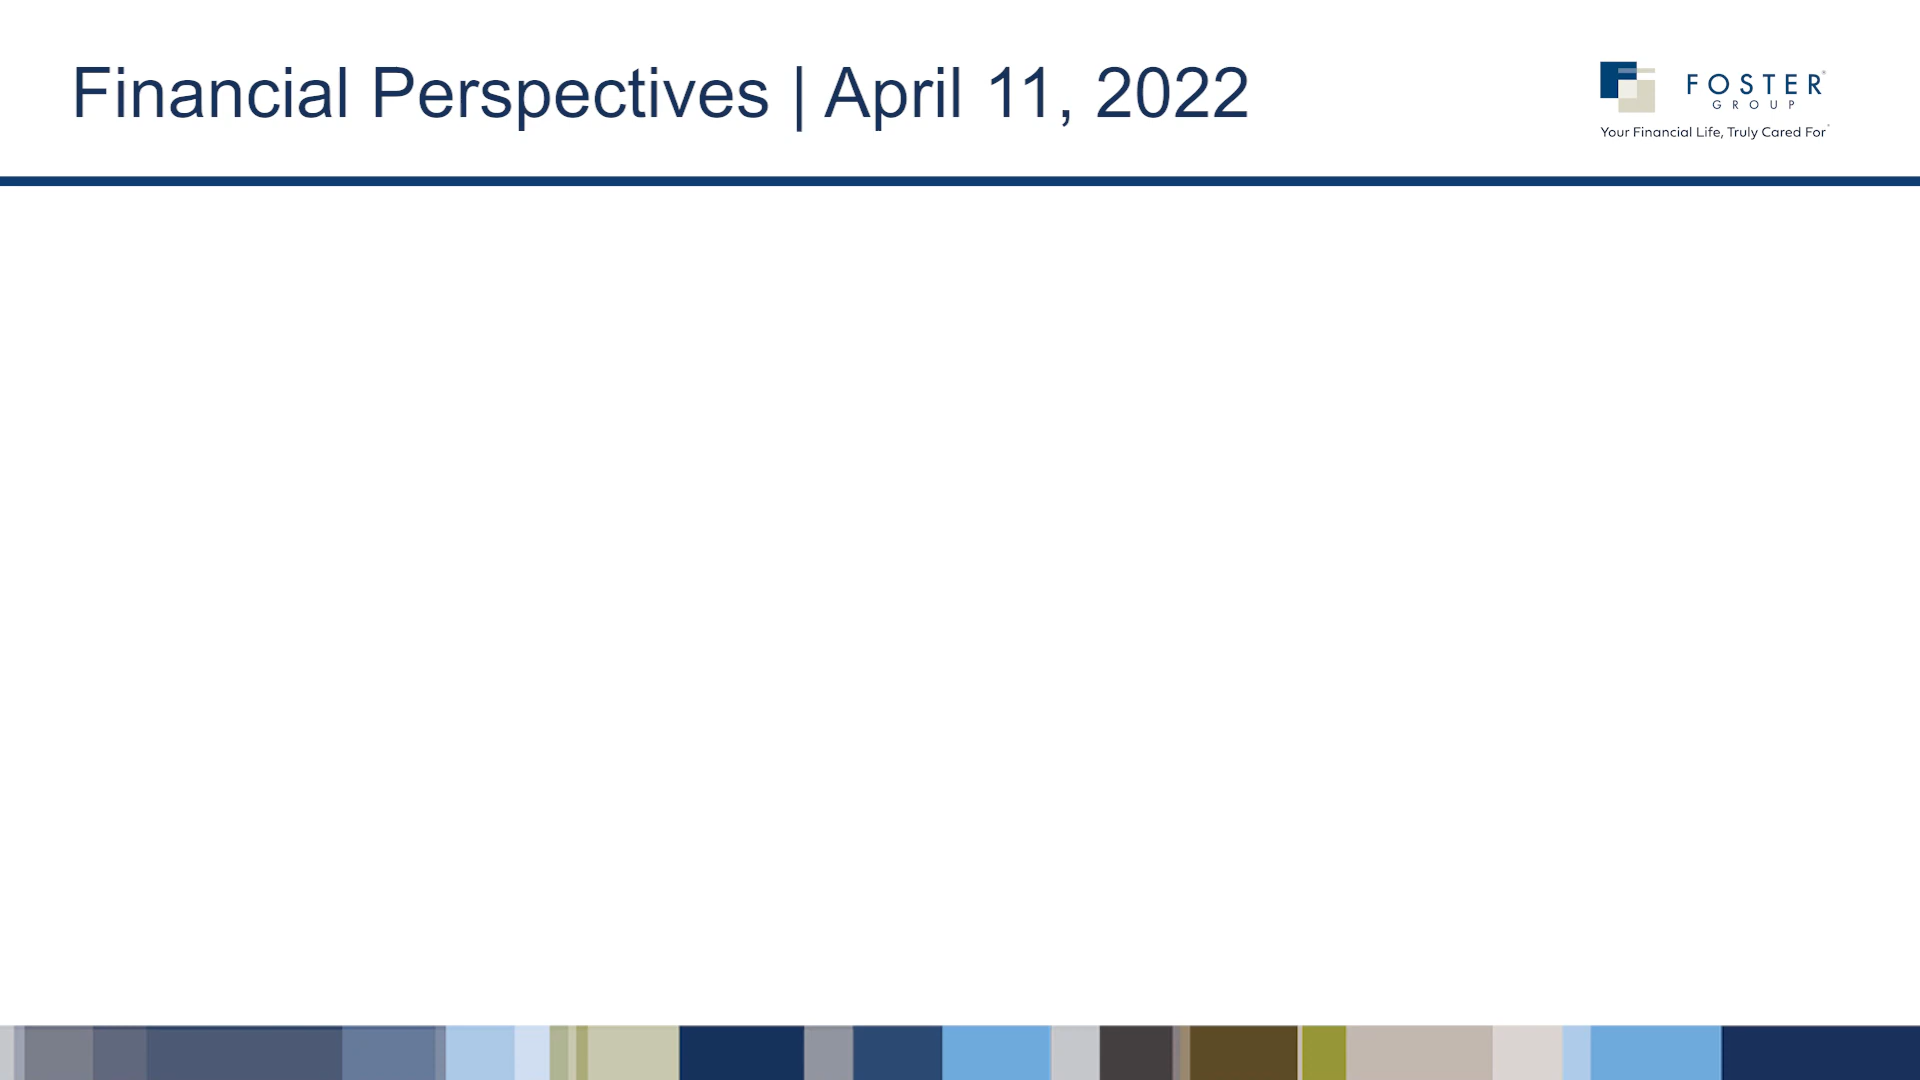 Financial Perspectives | April 11, 2022
FOSTER®
GROUP
Your Financial Life, Truly Cared For